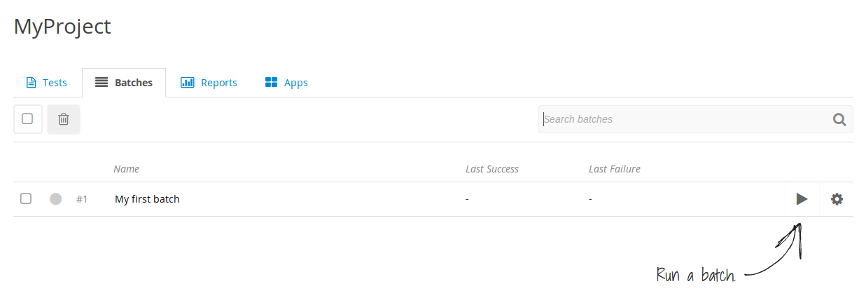 MyProject
Tests Batches Reports Apps
Search batches
Name Last Success Last Failure
#1 My first batch - -
Run a batch.